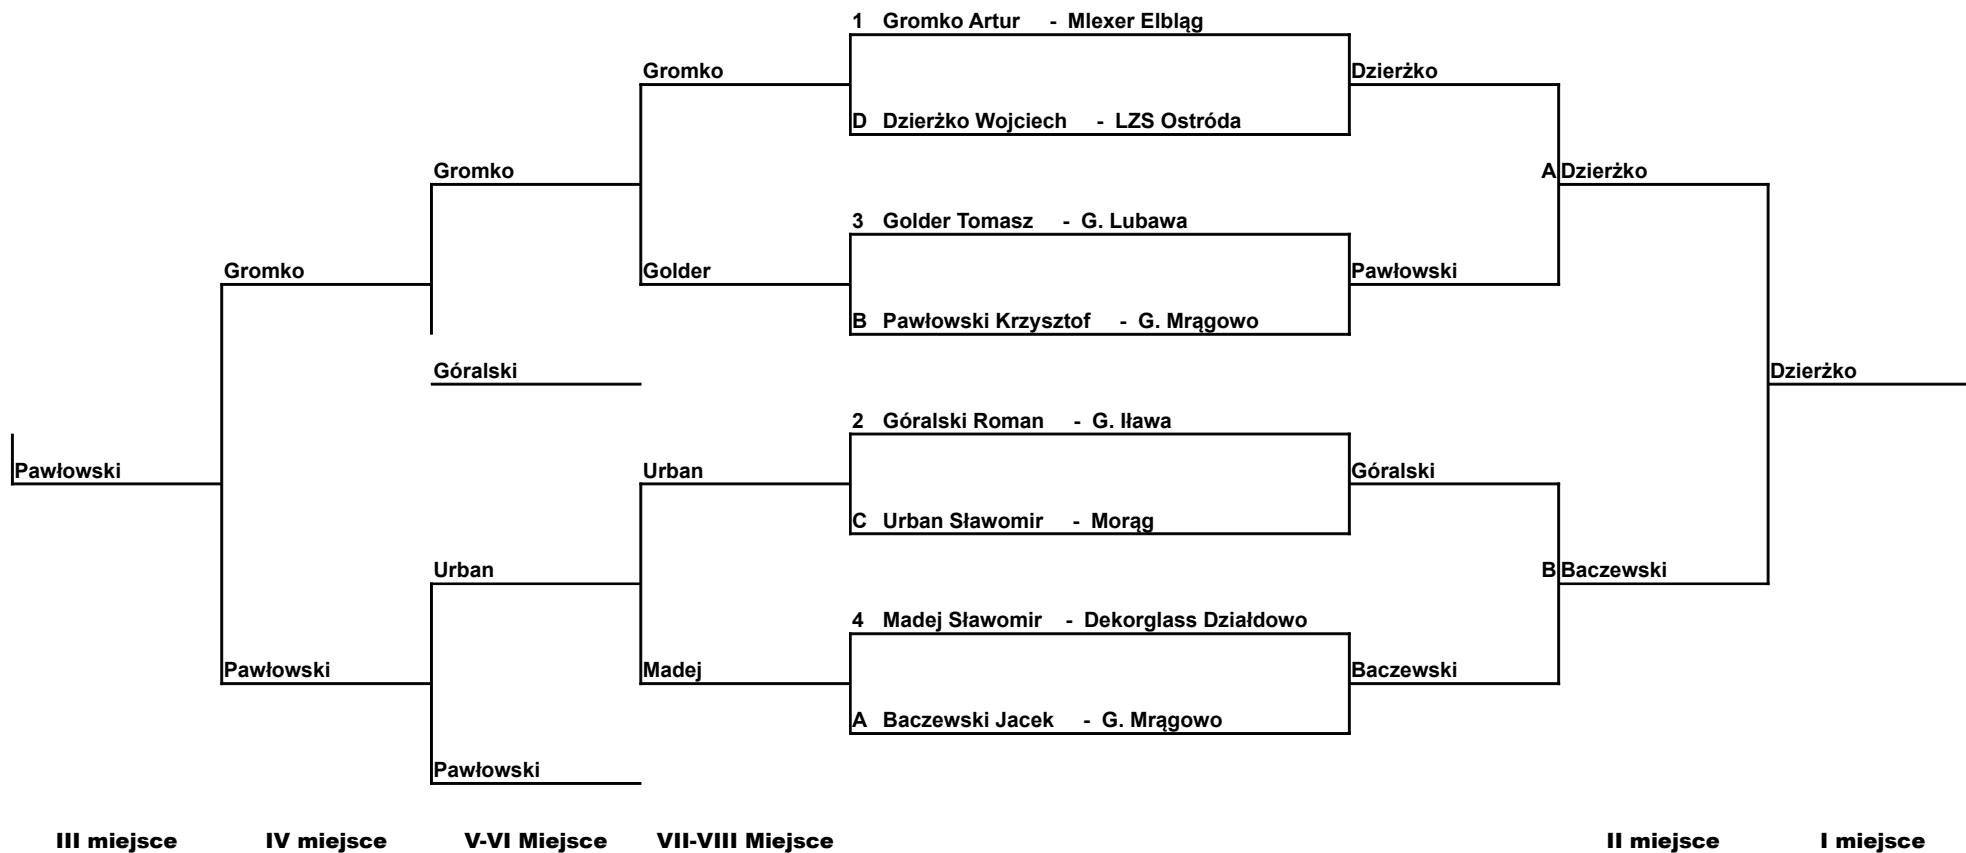 1 Gromko Artur - Mlexer Elbląg
Gromko Dzierżko
D Dzierżko Wojciech - LZS Ostróda
Gromko A Dzierżko
3 Golder Tomasz - G. Lubawa
Gromko Golder Pawłowski
B Pawłowski Krzysztof - G. Mrągowo
Góralski Dzierżko
2 Góralski Roman - G. Iława
Pawłowski Urban Góralski
C Urban Sławomir - Morąg
Urban B Baczewski
4 Madej Sławomir - Dekorglass Działdowo
Pawłowski Madej Baczewski
A Baczewski Jacek - G. Mrągowo
Pawłowski
III miejsce IV miejsce V-VI Miejsce VII-VIII Miejsce II miejsce I miejsce